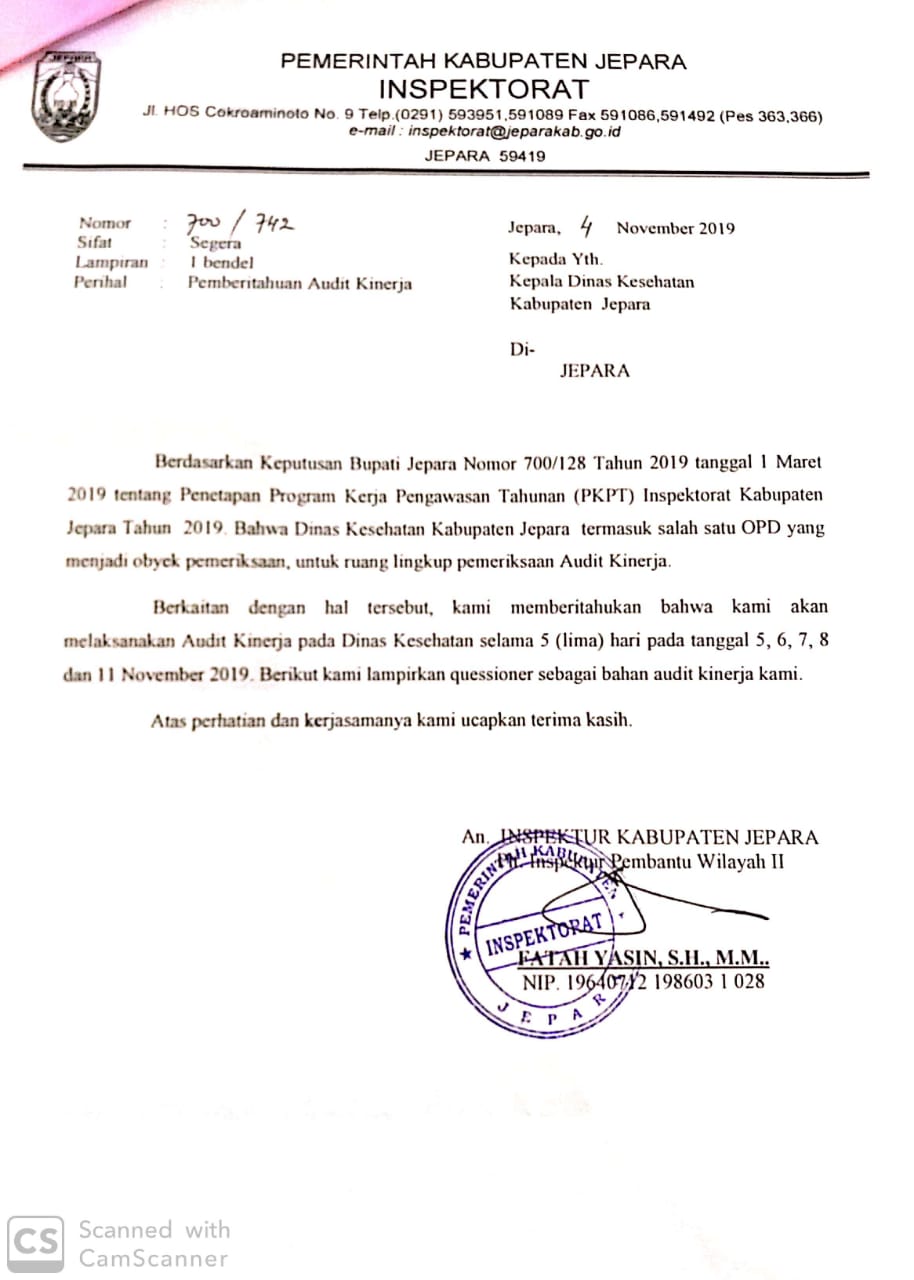 JEPARA
PEMERINTAH KABUPATEN JEPARA
INSPEKTORAT
Jl. HOS Cokroaminoto No. 9 Telp.(0291) 593951,591089 Fax 591086,591492 (Pes 363,366)
e-mail : inspektorat@jeparakab.go.id
JEPARA 59419
Nomor : 700 / 742
Sifat : Segera
Lampiran : 1 bendel
Perihal : Pemberitahuan Audit Kinerja
Jepara, 4 November 2019
Kepada Yth.
Kepala Dinas Kesehatan
Kabupaten Jepara
Di-
JEPARA
Berdasarkan Keputusan Bupati Jepara Nomor 700/128 Tahun 2019 tanggal 1 Maret
2019 tentang Penetapan Program Kerja Pengawasan Tahunan (PKPT) Inspektorat Kabupaten
Jepara Tahun 2019. Bahwa Dinas Kesehatan Kabupaten Jepara termasuk salah satu OPD yang
menjadi obyek pemeriksaan, untuk ruang lingkup pemeriksaan Audit Kinerja.
Berkaitan dengan hal tersebut, kami memberitahukan bahwa kami akan
melaksanakan Audit Kinerja pada Dinas Kesehatan selama 5 (lima) hari pada tanggal 5, 6, 7, 8
dan 11 November 2019. Berikut kami lampirkan quessioner sebagai bahan audit kinerja kami.
Atas perhatian dan kerjasamanya kami ucapkan terima kasih.
An. INSPEKTUR KABUPATEN JEPARA
Plt. Inspektur Pembantu Wilayah II
PEMERINTAH KABUPATEN
INSPEKTORAT
JEPARA
FATAH YASIN, S.H., M.M..
NIP. 19640712 198603 1 028
CS Scanned with
CamScanner